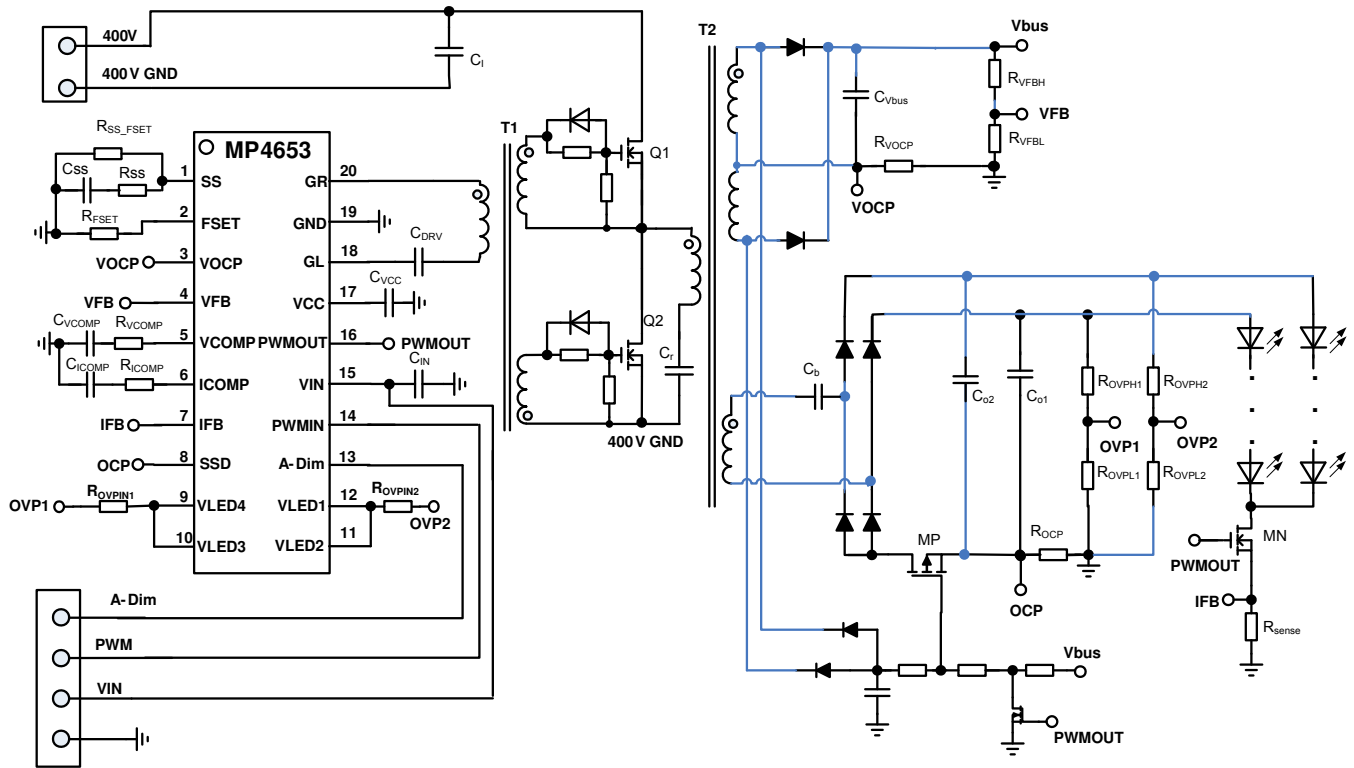 400V
400V GND
C_I
T2
Vbus
R_VFBH
C_Vbus
VFB
R_VOCP
R_VFBL
VOCP
R_SS_FSET
C_SS
R_SS
R_FSET
MP4653
T1
Q1
1 SS
GR 20
2 FSET
GND 19
C_DRV
VOCP
3 VOCP
GL 18
VFB
4 VFB
VCC 17
C_VCC
C_VCOMP
R_VCOMP
5 VCOMP
PWMOUT 16
PWMOUT
C_ICOMP
R_ICOMP
6 ICOMP
VIN 15
C_IN
IFB
7 IFB
PWMIN 14
OCP
8 SSD
A-Dim 13
OVP1
R_OVPIN1
9 VLED4
VLED1 12
R_OVPIN2
OVP2
10 VLED3
VLED2 11
Q2
C_r
400V GND
C_b
C_o2
C_o1
R_OVPH1
R_OVPH2
OVP1
OVP2
R_OVPL1
R_OVPL2
MP
R_OCP
OCP
MN
PWMOUT
IFB
R_sense
Vbus
PWMOUT
A-Dim
PWM
VIN